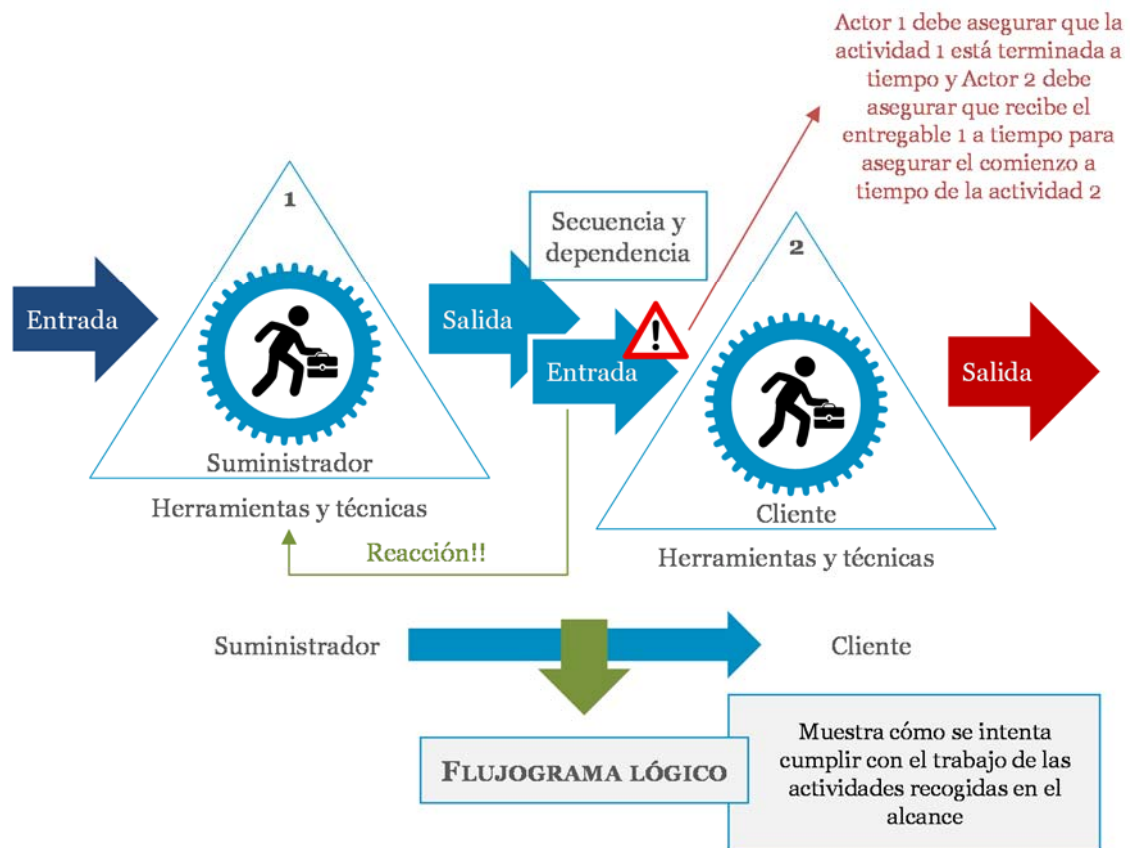 Actor 1 debe asegurar que la
actividad 1 está terminada a
tiempo y Actor 2 debe
asegurar que recibe el
entregable 1 a tiempo para
asegurar el comienzo a
tiempo de la actividad 2
1
Secuencia y
dependencia
2
Entrada
Salida
!
Entrada
Salida
Suministrador
Herramientas y técnicas
Cliente
Reacción!!
Herramientas y técnicas
Suministrador
Cliente
FLUJOGRAMA LÓGICO
Muestra cómo se intenta
cumplir con el trabajo de las
actividades recogidas en el
alcance